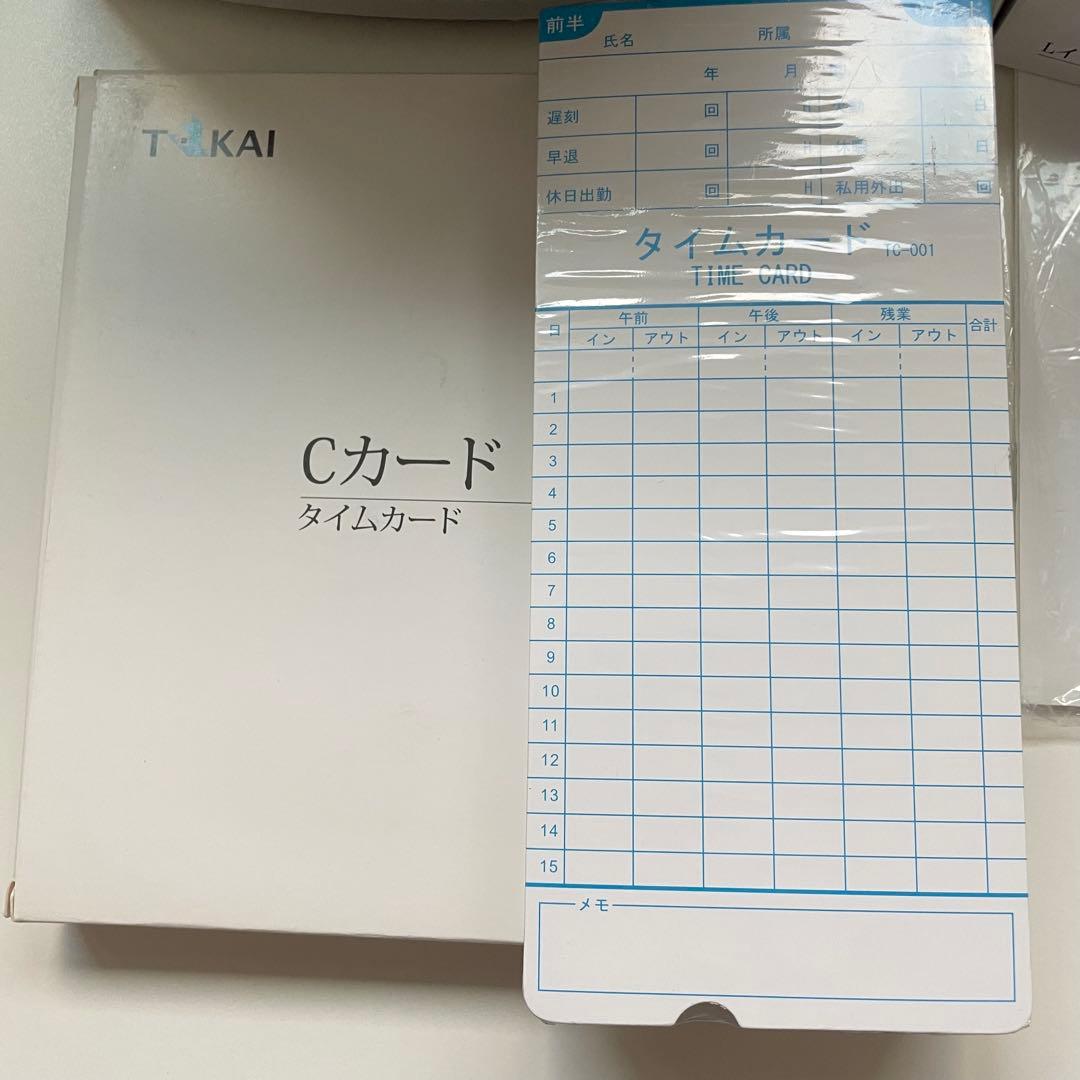 TOKAI
Cカード
タイムカード
前半
氏名 所属
年 月
遅刻 回
早退 回 H 日
休日出勤 回 H 私用外出 回
タイムカード TC-001
TIME CARD
日 午前 午後 残業 合計
イン アウト イン アウト イン アウト
1
2
3
4
5
6
7
8
9
10
11
12
13
14
15
メモ